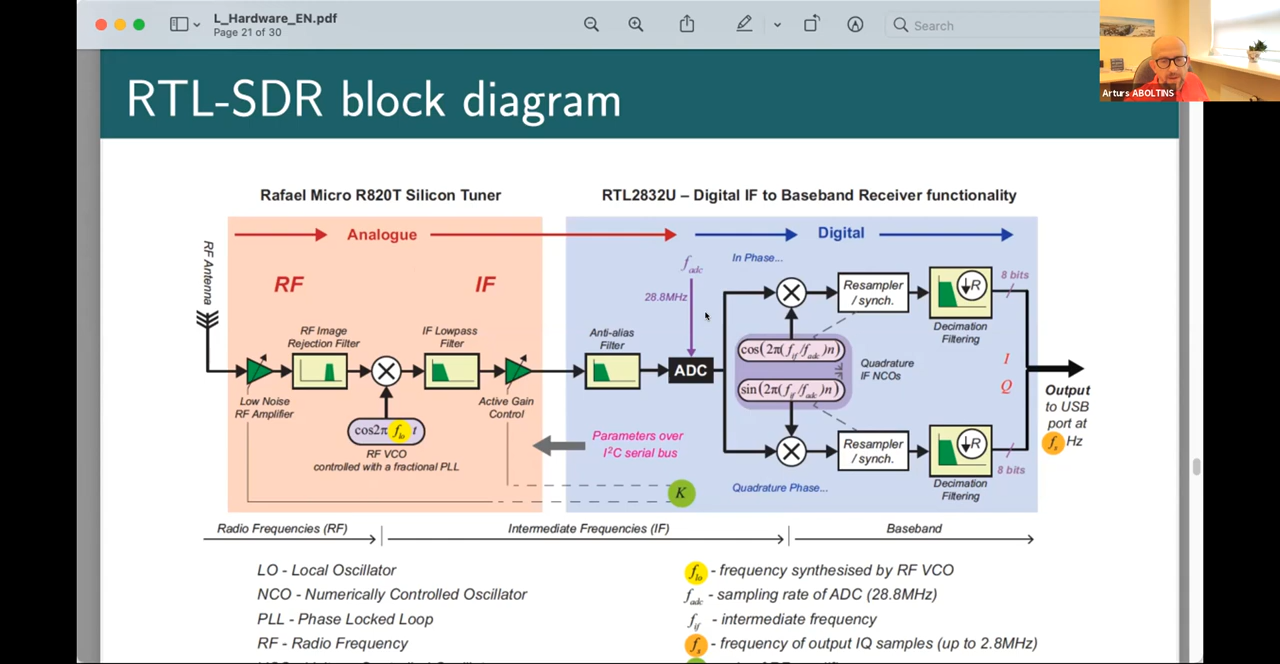 L_Hardware_EN.pdf
Page 21 of 30
Search
Arturs ABOLTINS
RTL-SDR block diagram
Rafael Micro R820T Silicon Tuner
RTL2832U – Digital IF to Baseband Receiver functionality
Analogue
Digital
RF Antenna
RF
IF
f_adc
28.8MHz
In Phase...
8 bits
Resampler
/ synch.
R
Decimation
Filtering
RF Image
Rejection Filter
IF Lowpass
Filter
Anti-alias
Filter
ADC
cos(2π(f_if/f_adc)n)
sin(2π(f_if/f_adc)n)
Quadrature
IF NCOs
I
Q
Output
to USB
port at
f_s Hz
Low Noise
RF Amplifier
Active Gain
Control
cos2π f_lo t
RF VCO
controlled with a fractional PLL
Parameters over
I²C serial bus
K
Resampler
/ synch.
R
8 bits
Decimation
Filtering
Quadrature Phase...
Radio Frequencies (RF)
Intermediate Frequencies (IF)
Baseband
LO - Local Oscillator
NCO - Numerically Controlled Oscillator
PLL - Phase Locked Loop
RF - Radio Frequency
f_lo - frequency synthesised by RF VCO
f_adc - sampling rate of ADC (28.8MHz)
f_if - intermediate frequency
f_s - frequency of output IQ samples (up to 2.8MHz)